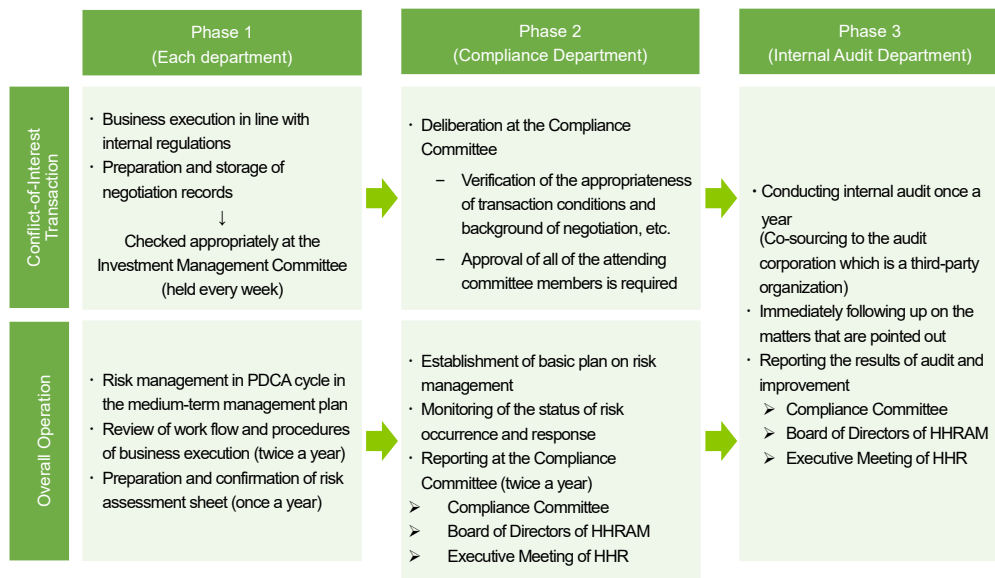 Phase 1
(Each department)
Phase 2
(Compliance Department)
Phase 3
(Internal Audit Department)
Conflict-of-Interest
Transaction
· Business execution in line with
internal regulations
· Preparation and storage of
negotiation records
↓
Checked appropriately at the
Investment Management Committee
(held every week)
· Deliberation at the Compliance
Committee
– Verification of the appropriateness
of transaction conditions and
background of negotiation, etc.
– Approval of all of the attending
committee members is required
· Conducting internal audit once a
year
(Co-sourcing to the audit
corporation which is a third-party
organization)
· Immediately following up on the
matters that are pointed out
· Reporting the results of audit and
improvement
➢ Compliance Committee
➢ Board of Directors of HHRAM
➢ Executive Meeting of HHR
Overall Operation
· Risk management in PDCA cycle in
the medium-term management plan
· Review of work flow and procedures
of business execution (twice a year)
· Preparation and confirmation of risk
assessment sheet (once a year)
· Establishment of basic plan on risk
management
· Monitoring of the status of risk
occurrence and response
· Reporting at the Compliance
Committee (twice a year)
➢ Compliance Committee
➢ Board of Directors of HHRAM
➢ Executive Meeting of HHR